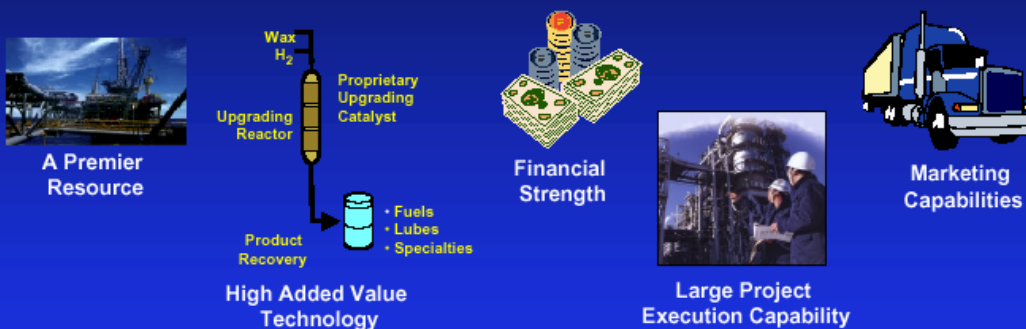 A Premier
Resource
Wax
H₂
Proprietary
Upgrading
Catalyst
Upgrading
Reactor
• Fuels
• Lubes
• Specialties
Product
Recovery
High Added Value
Technology
Financial
Strength
Large Project
Execution Capability
Marketing
Capabilities